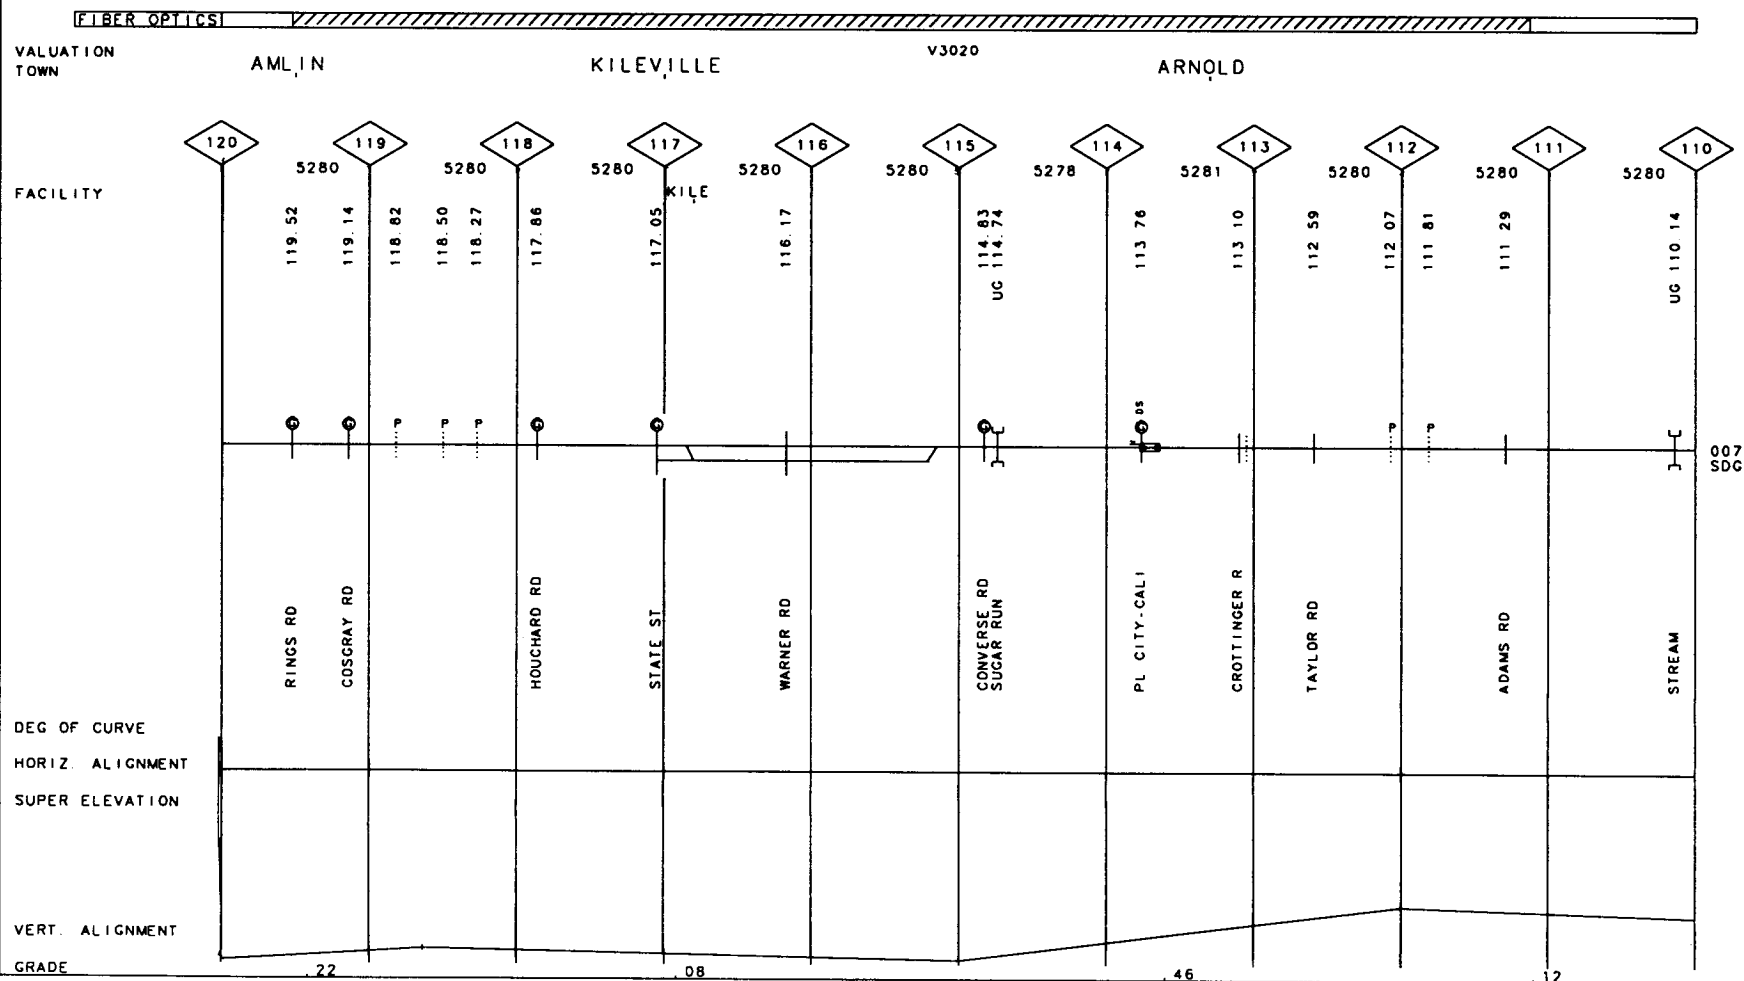 FIBER OPTICS
VALUATION V3020
TOWN AMLIN KILEVILLE ARNOLD
120 119 118 117 116 115 114 113 112 111 110
5280 5280 5280 5280 5280 5278 5281 5280 5280 5280
FACILITY KILE
119.52
119.14
118.82
118.50
118.27
117.86
117.05
116.17
114.83
UG 114.74
113 76
113 10
112 59
112 07
111 81
111 29
UG 110 14
G G P P P G G G G DS P P
007
SDG
RINGS RD
COSGRAY RD
HOUCHARD RD
STATE ST
WARNER RD
CONVERSE RD
SUGAR RUN
PL CITY-CALI
CROTTINGER R
TAYLOR RD
ADAMS RD
STREAM
DEG OF CURVE
HORIZ. ALIGNMENT
SUPER ELEVATION
VERT. ALIGNMENT
GRADE .22 .08 .46 .12